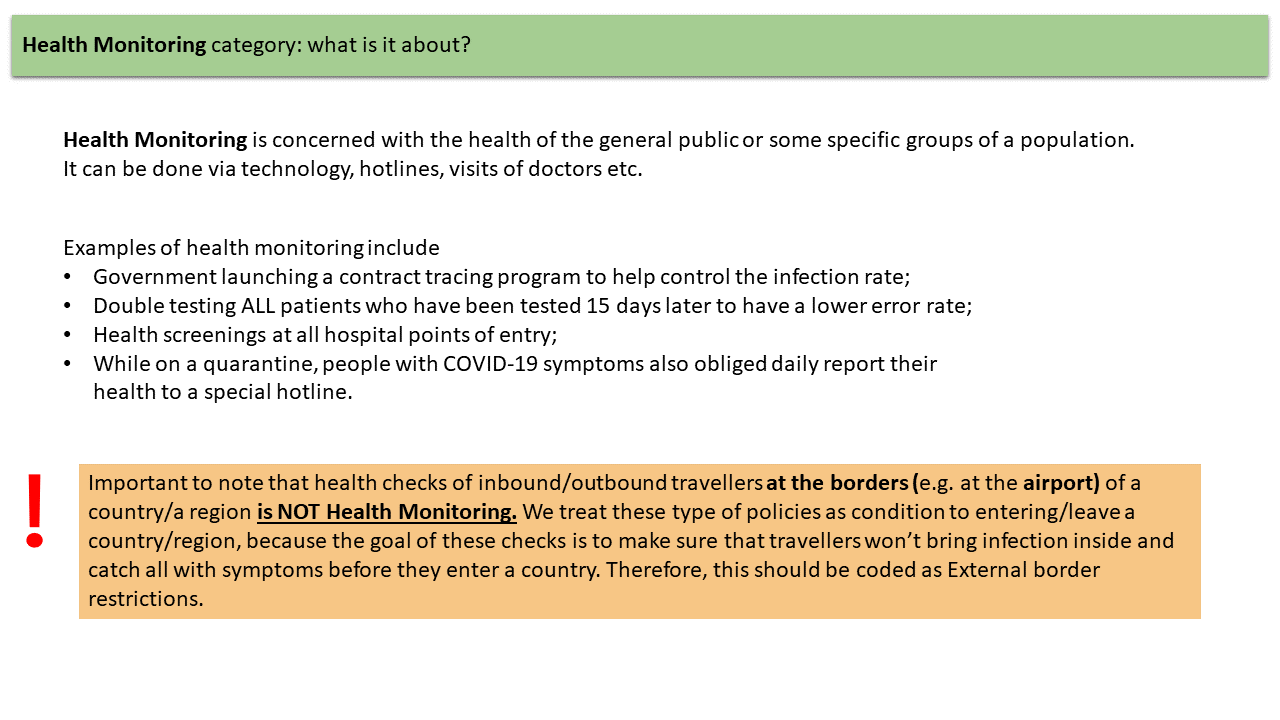 Health Monitoring category: what is it about?
Health Monitoring is concerned with the health of the general public or some specific groups of a population.
It can be done via technology, hotlines, visits of doctors etc.
Examples of health monitoring include
• Government launching a contract tracing program to help control the infection rate;
• Double testing ALL patients who have been tested 15 days later to have a lower error rate;
• Health screenings at all hospital points of entry;
• While on a quarantine, people with COVID-19 symptoms also obliged daily report their
health to a special hotline.
!
Important to note that health checks of inbound/outbound travellers at the borders (e.g. at the airport) of a
country/a region is NOT Health Monitoring. We treat these type of policies as condition to entering/leave a
country/region, because the goal of these checks is to make sure that travellers won’t bring infection inside and
catch all with symptoms before they enter a country. Therefore, this should be coded as External border
restrictions.